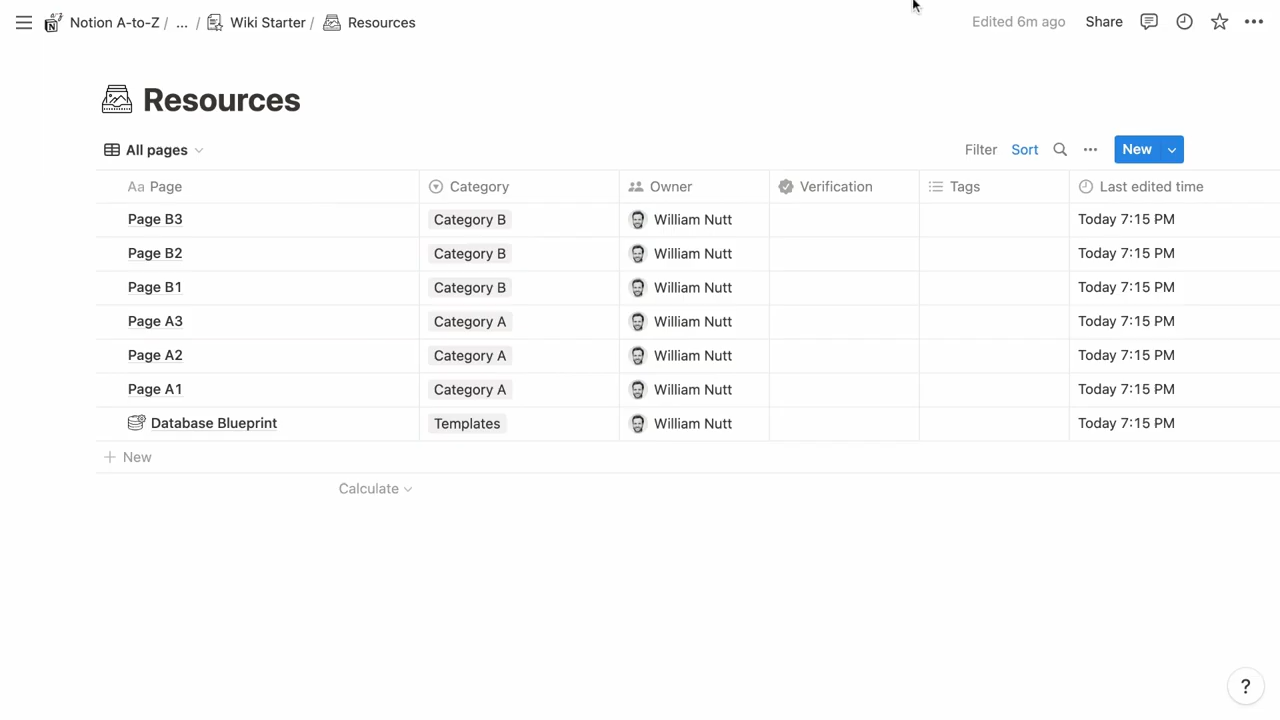 Notion A-to-Z / ... / Wiki Starter / Resources Edited 6m ago Share
Resources
All pages Filter Sort New
Aa Page Category Owner Verification Tags Last edited time
Page B3 Category B William Nutt Today 7:15 PM
Page B2 Category B William Nutt Today 7:15 PM
Page B1 Category B William Nutt Today 7:15 PM
Page A3 Category A William Nutt Today 7:15 PM
Page A2 Category A William Nutt Today 7:15 PM
Page A1 Category A William Nutt Today 7:15 PM
Database Blueprint Templates William Nutt Today 7:15 PM
+ New
Calculate
?